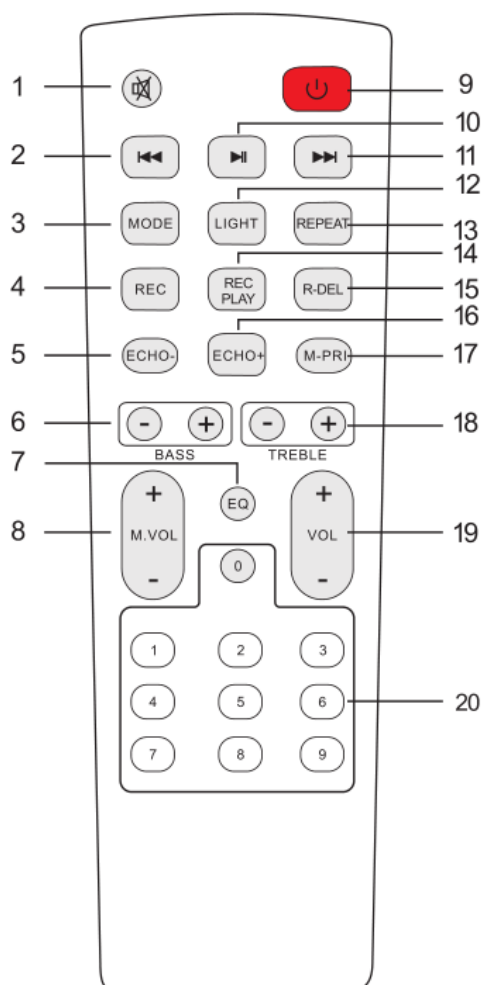 1 9
10
2 11
12
3 MODE LIGHT REPEAT 13
14
4 REC REC PLAY R-DEL 15
16
5 ECHO- ECHO+ M-PRI 17
6 - + - + 18
BASS TREBLE
7 EQ
8 + M.VOL - + VOL - 19
0
1 2 3
4 5 6 20
7 8 9